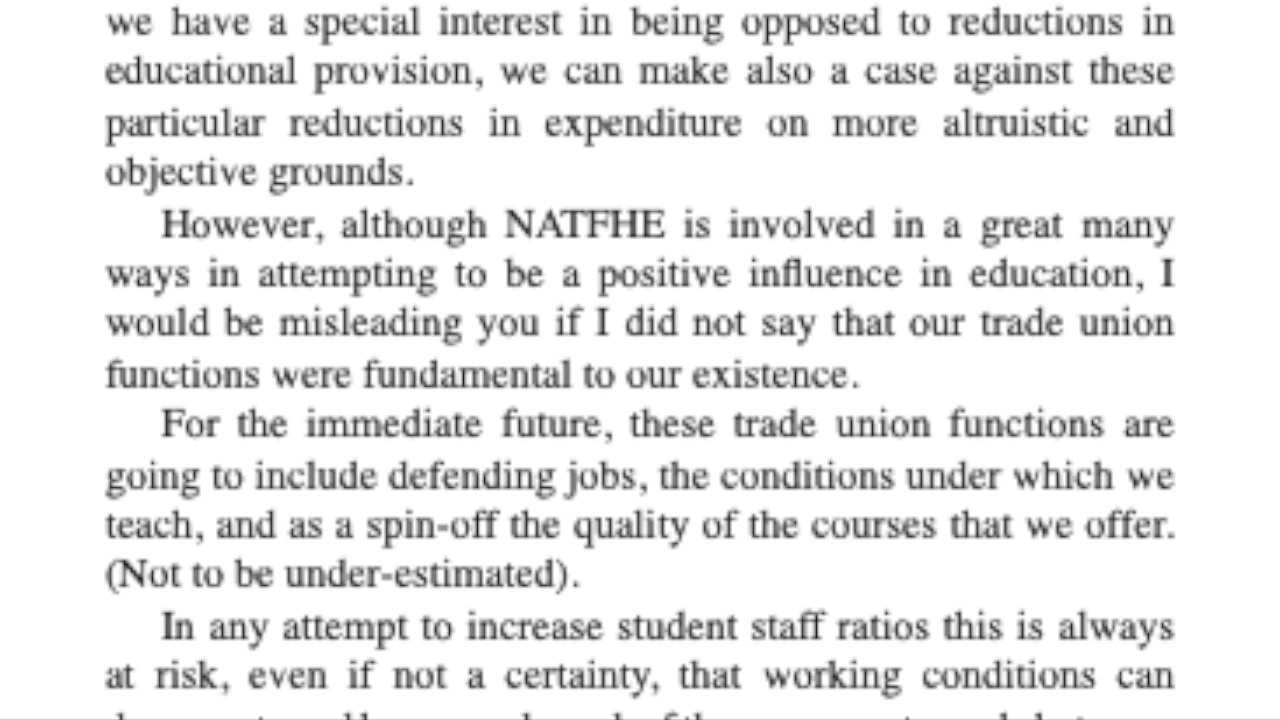 we have a special interest in being opposed to reductions in
educational provision, we can make also a case against these
particular reductions in expenditure on more altruistic and
objective grounds.
However, although NATFHE is involved in a great many
ways in attempting to be a positive influence in education, I
would be misleading you if I did not say that our trade union
functions were fundamental to our existence.
For the immediate future, these trade union functions are
going to include defending jobs, the conditions under which we
teach, and as a spin-off the quality of the courses that we offer.
(Not to be under-estimated).
In any attempt to increase student staff ratios this is always
at risk, even if not a certainty, that working conditions can